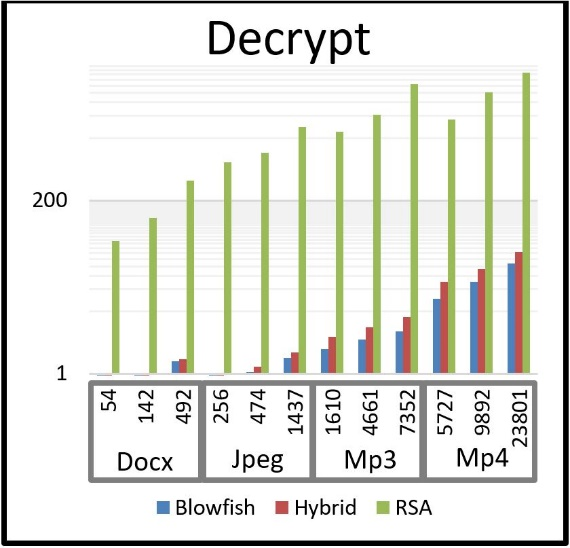 Decrypt
200
1
54 142 492 256 474 1437 1610 4661 7352 5727 9892 23801
Docx Jpeg Mp3 Mp4
Blowfish Hybrid RSA